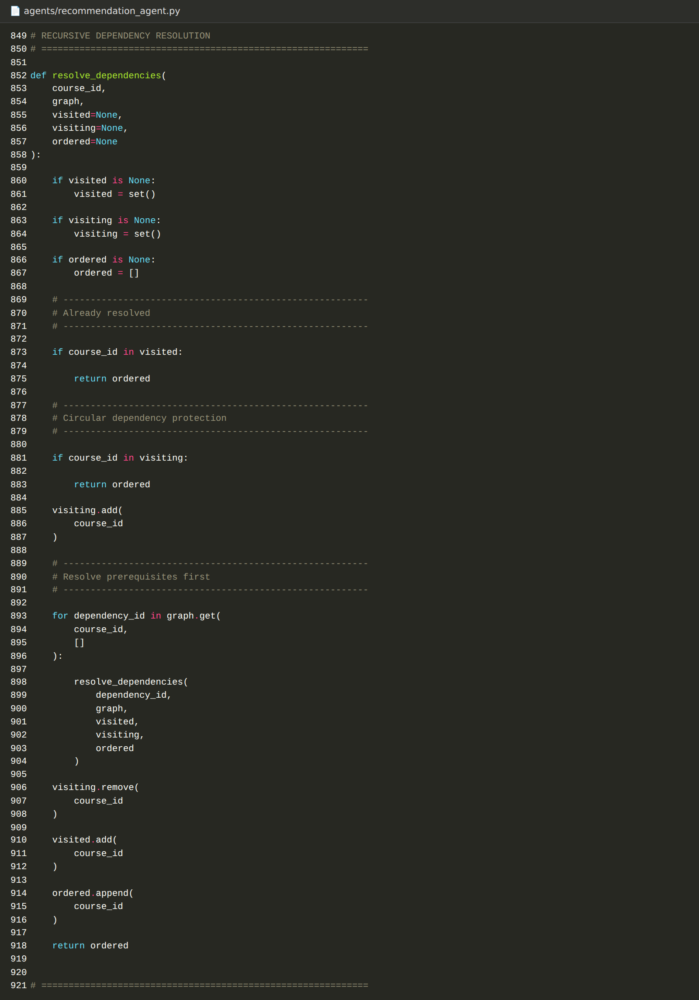 agents/recommendation_agent.py
849 # RECURSIVE DEPENDENCY RESOLUTION
850 # ============================================================
851
852 def resolve_dependencies(
853     course_id,
854     graph,
855     visited=None,
856     visiting=None,
857     ordered=None
858 ):
859
860     if visited is None:
861         visited = set()
862
863     if visiting is None:
864         visiting = set()
865
866     if ordered is None:
867         ordered = []
868
869     # --------------------------------------------------------
870     # Already resolved
871     # --------------------------------------------------------
872
873     if course_id in visited:
874
875         return ordered
876
877     # --------------------------------------------------------
878     # Circular dependency protection
879     # --------------------------------------------------------
880
881     if course_id in visiting:
882
883         return ordered
884
885     visiting.add(
886         course_id
887     )
888
889     # --------------------------------------------------------
890     # Resolve prerequisites first
891     # --------------------------------------------------------
892
893     for dependency_id in graph.get(
894         course_id,
895         []
896     ):
897
898         resolve_dependencies(
899             dependency_id,
900             graph,
901             visited,
902             visiting,
903             ordered
904         )
905
906     visiting.remove(
907         course_id
908     )
909
910     visited.add(
911         course_id
912     )
913
914     ordered.append(
915         course_id
916     )
917
918     return ordered
919
920
921 # ============================================================